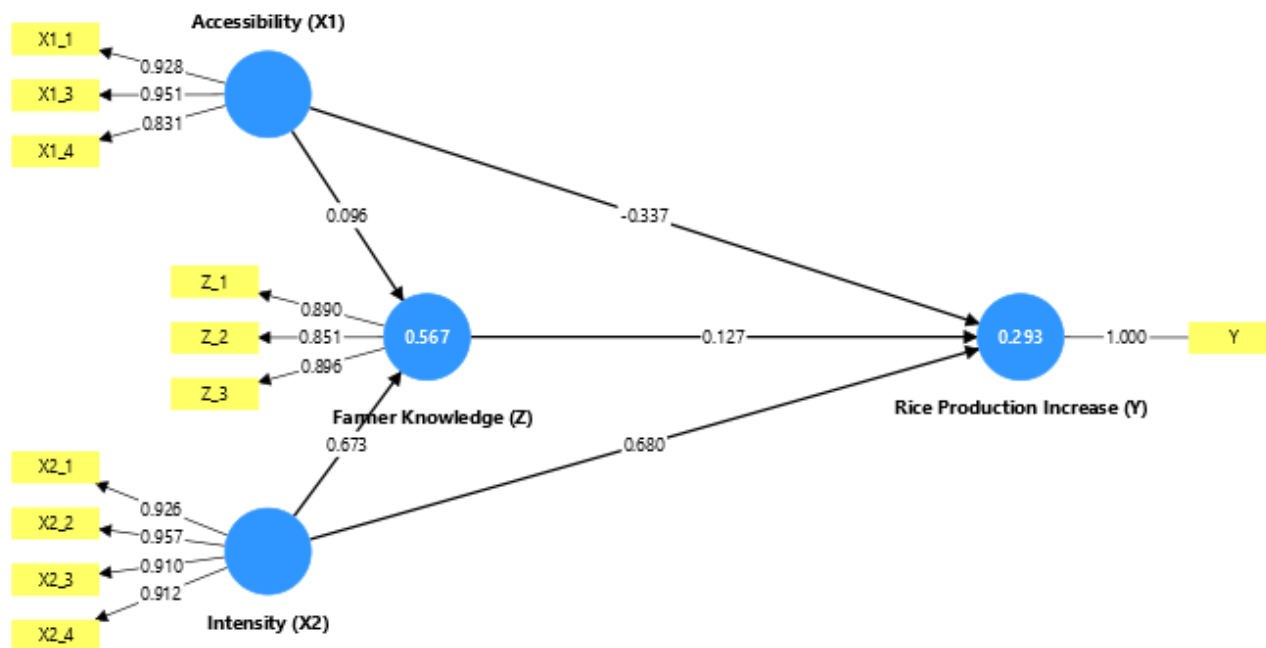 Accessibility (X1)
X1_1
0.928
X1_3
0.951
X1_4
0.831
0.096
-0.337
Z_1
0.890
Z_2
0.851
Z_3
0.896
0.567
0.127
0.293
1.000
Y
Farmer Knowledge (Z)
Rice Production Increase (Y)
0.673
0.680
X2_1
0.926
X2_2
0.957
X2_3
0.910
X2_4
0.912
Intensity (X2)